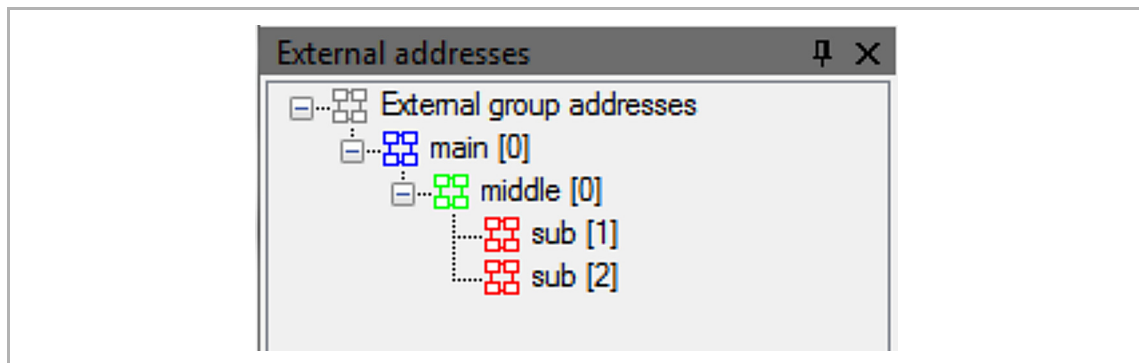 External addresses
External group addresses
main [0]
middle [0]
sub [1]
sub [2]